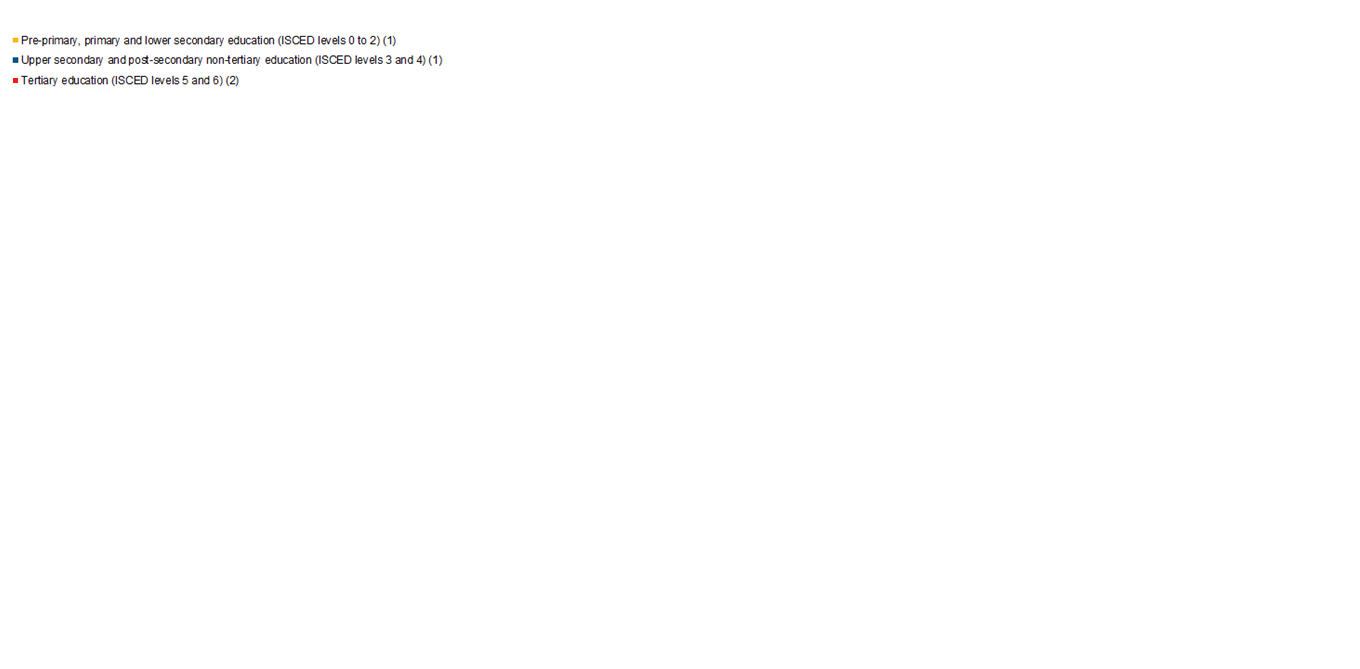 Pre-primary, primary and lower secondary education (ISCED levels 0 to 2) (1)
Upper secondary and post-secondary non-tertiary education (ISCED levels 3 and 4) (1)
Tertiary education (ISCED levels 5 and 6) (2)